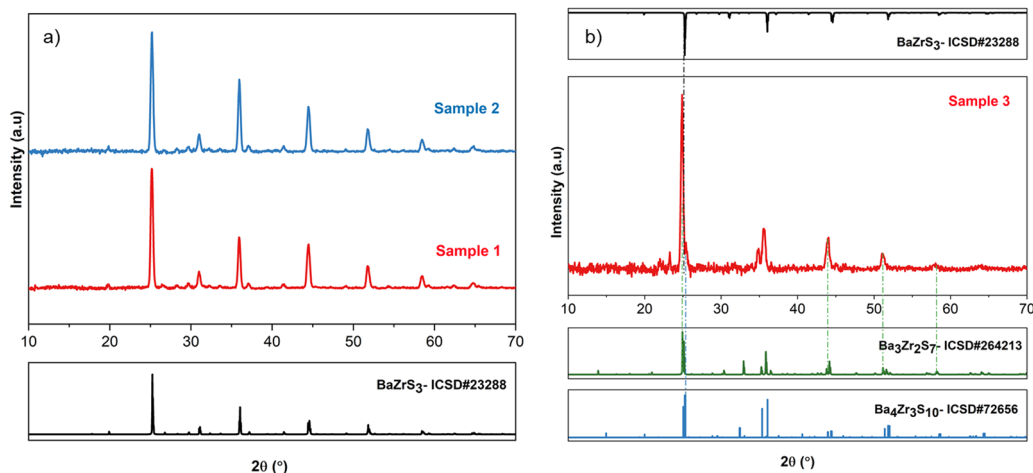 a)
Sample 2
Sample 1
Intensity (a.u)
10 20 30 40 50 60 70
BaZrS3- ICSD#23288
2θ (°)
b)
BaZrS3- ICSD#23288
Sample 3
Intensity (a.u)
10 20 30 40 50 60 70
Ba3Zr2S7- ICSD#264213
Ba4Zr3S10- ICSD#72656
2θ (°)